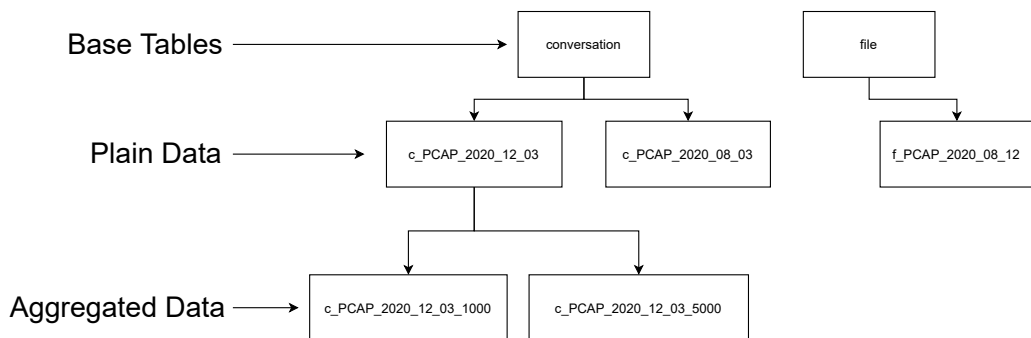 Base Tables
conversation
file
Plain Data
c_PCAP_2020_12_03
c_PCAP_2020_08_03
f_PCAP_2020_08_12
Aggregated Data
c_PCAP_2020_12_03_1000
c_PCAP_2020_12_03_5000